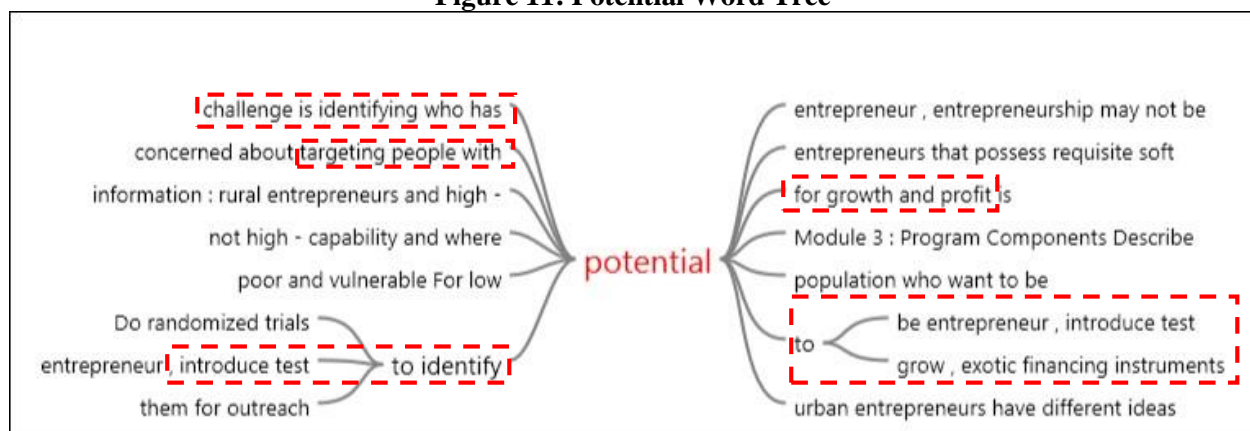 Figure 11: Potential Word Tree
challenge is identifying who has
concerned about targeting people with
information : rural entrepreneurs and high -
not high - capability and where
poor and vulnerable For low
Do randomized trials
entrepreneur , introduce test
them for outreach
to identify
potential
entrepreneur , entrepreneurship may not be
entrepreneurs that possess requisite soft
for growth and profit is
Module 3 : Program Components Describe
population who want to be
to
be entrepreneur , introduce test
grow , exotic financing instruments
urban entrepreneurs have different ideas